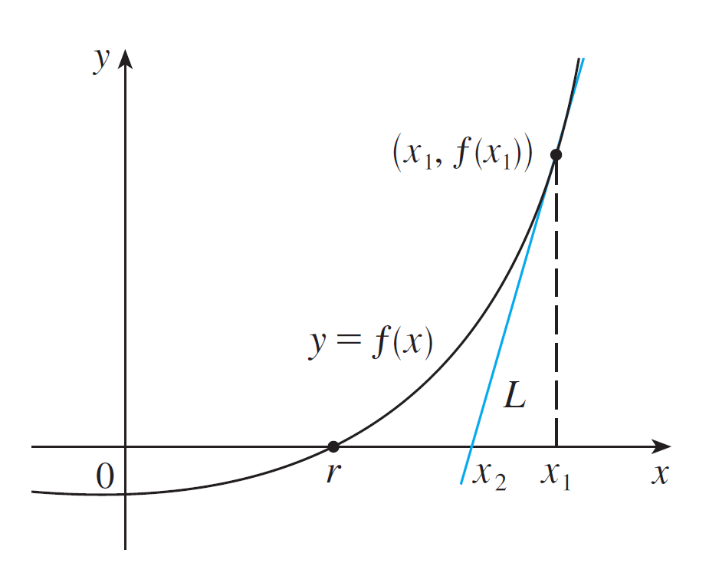 y
(x₁, f(x₁))
y = f(x)
L
0
r
x₂
x₁
x